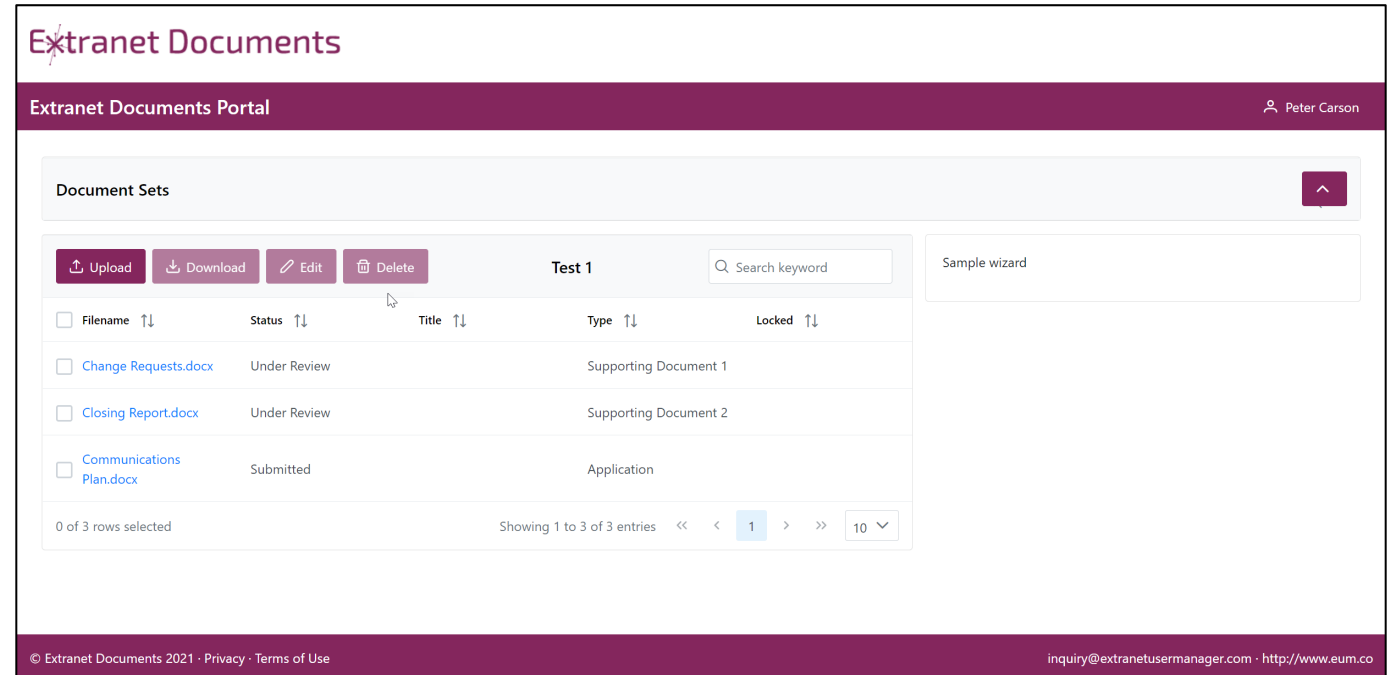 Extranet Documents
Extranet Documents Portal
Peter Carson
Document Sets
Upload Download Edit Delete Test 1 Search keyword
Sample wizard
Filename Status Title Type Locked
Change Requests.docx Under Review Supporting Document 1
Closing Report.docx Under Review Supporting Document 2
Communications
Plan.docx Submitted Application
0 of 3 rows selected Showing 1 to 3 of 3 entries << < 1 > >> 10
© Extranet Documents 2021 · Privacy · Terms of Use
inquiry@extranetusermanager.com · http://www.eum.co